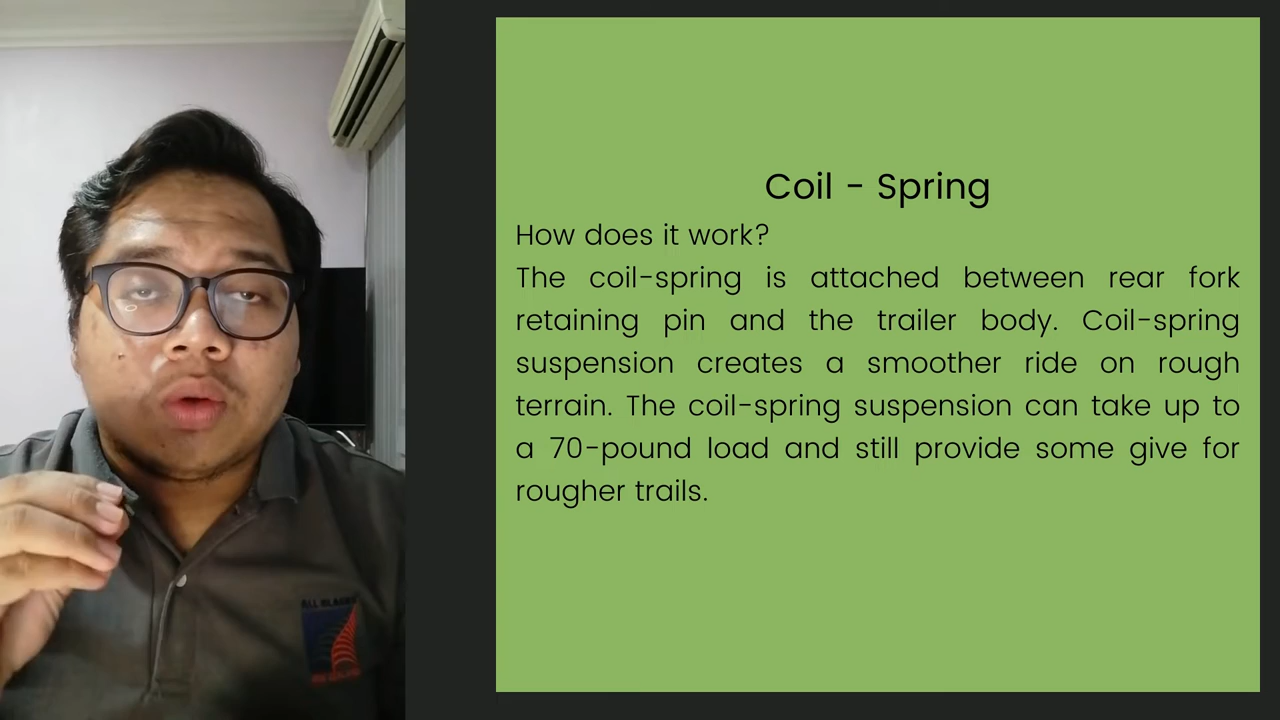 Coil - Spring
How does it work?
The coil-spring is attached between rear fork
retaining pin and the trailer body. Coil-spring
suspension creates a smoother ride on rough
terrain. The coil-spring suspension can take up to
a 70-pound load and still provide some give for
rougher trails.